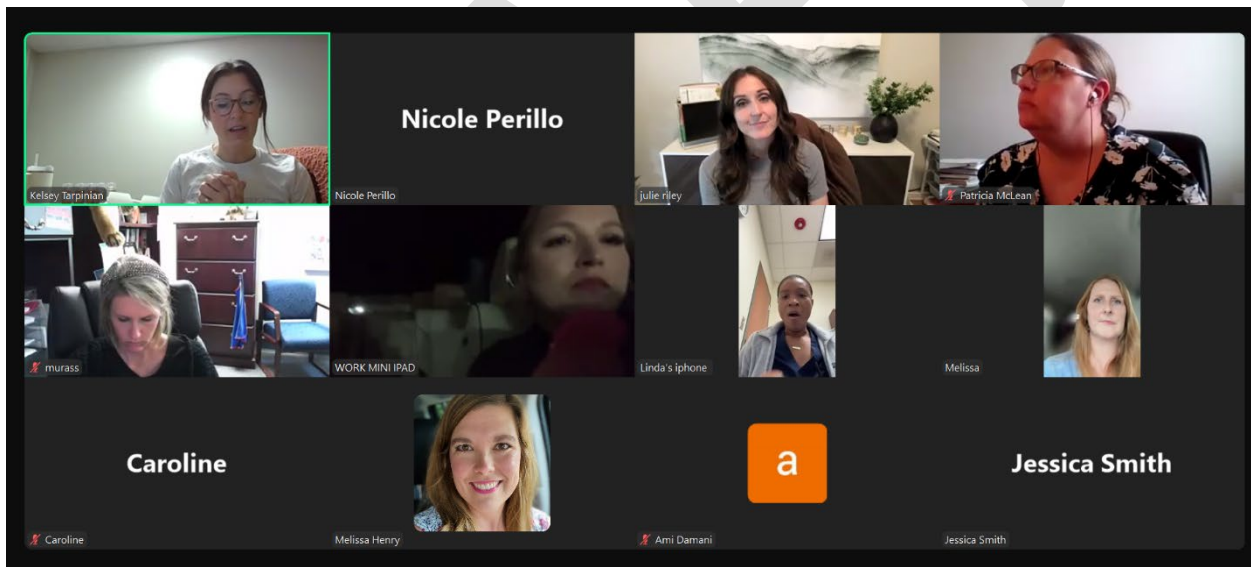 Kelsey Tarpinian
Nicole Perillo
Nicole Perillo
julie riley
Patricia McLean
murass
WORK MINI IPAD
Linda's iphone
Melissa
Caroline
Caroline
Melissa Henry
a
Ami Damani
Jessica Smith
Jessica Smith